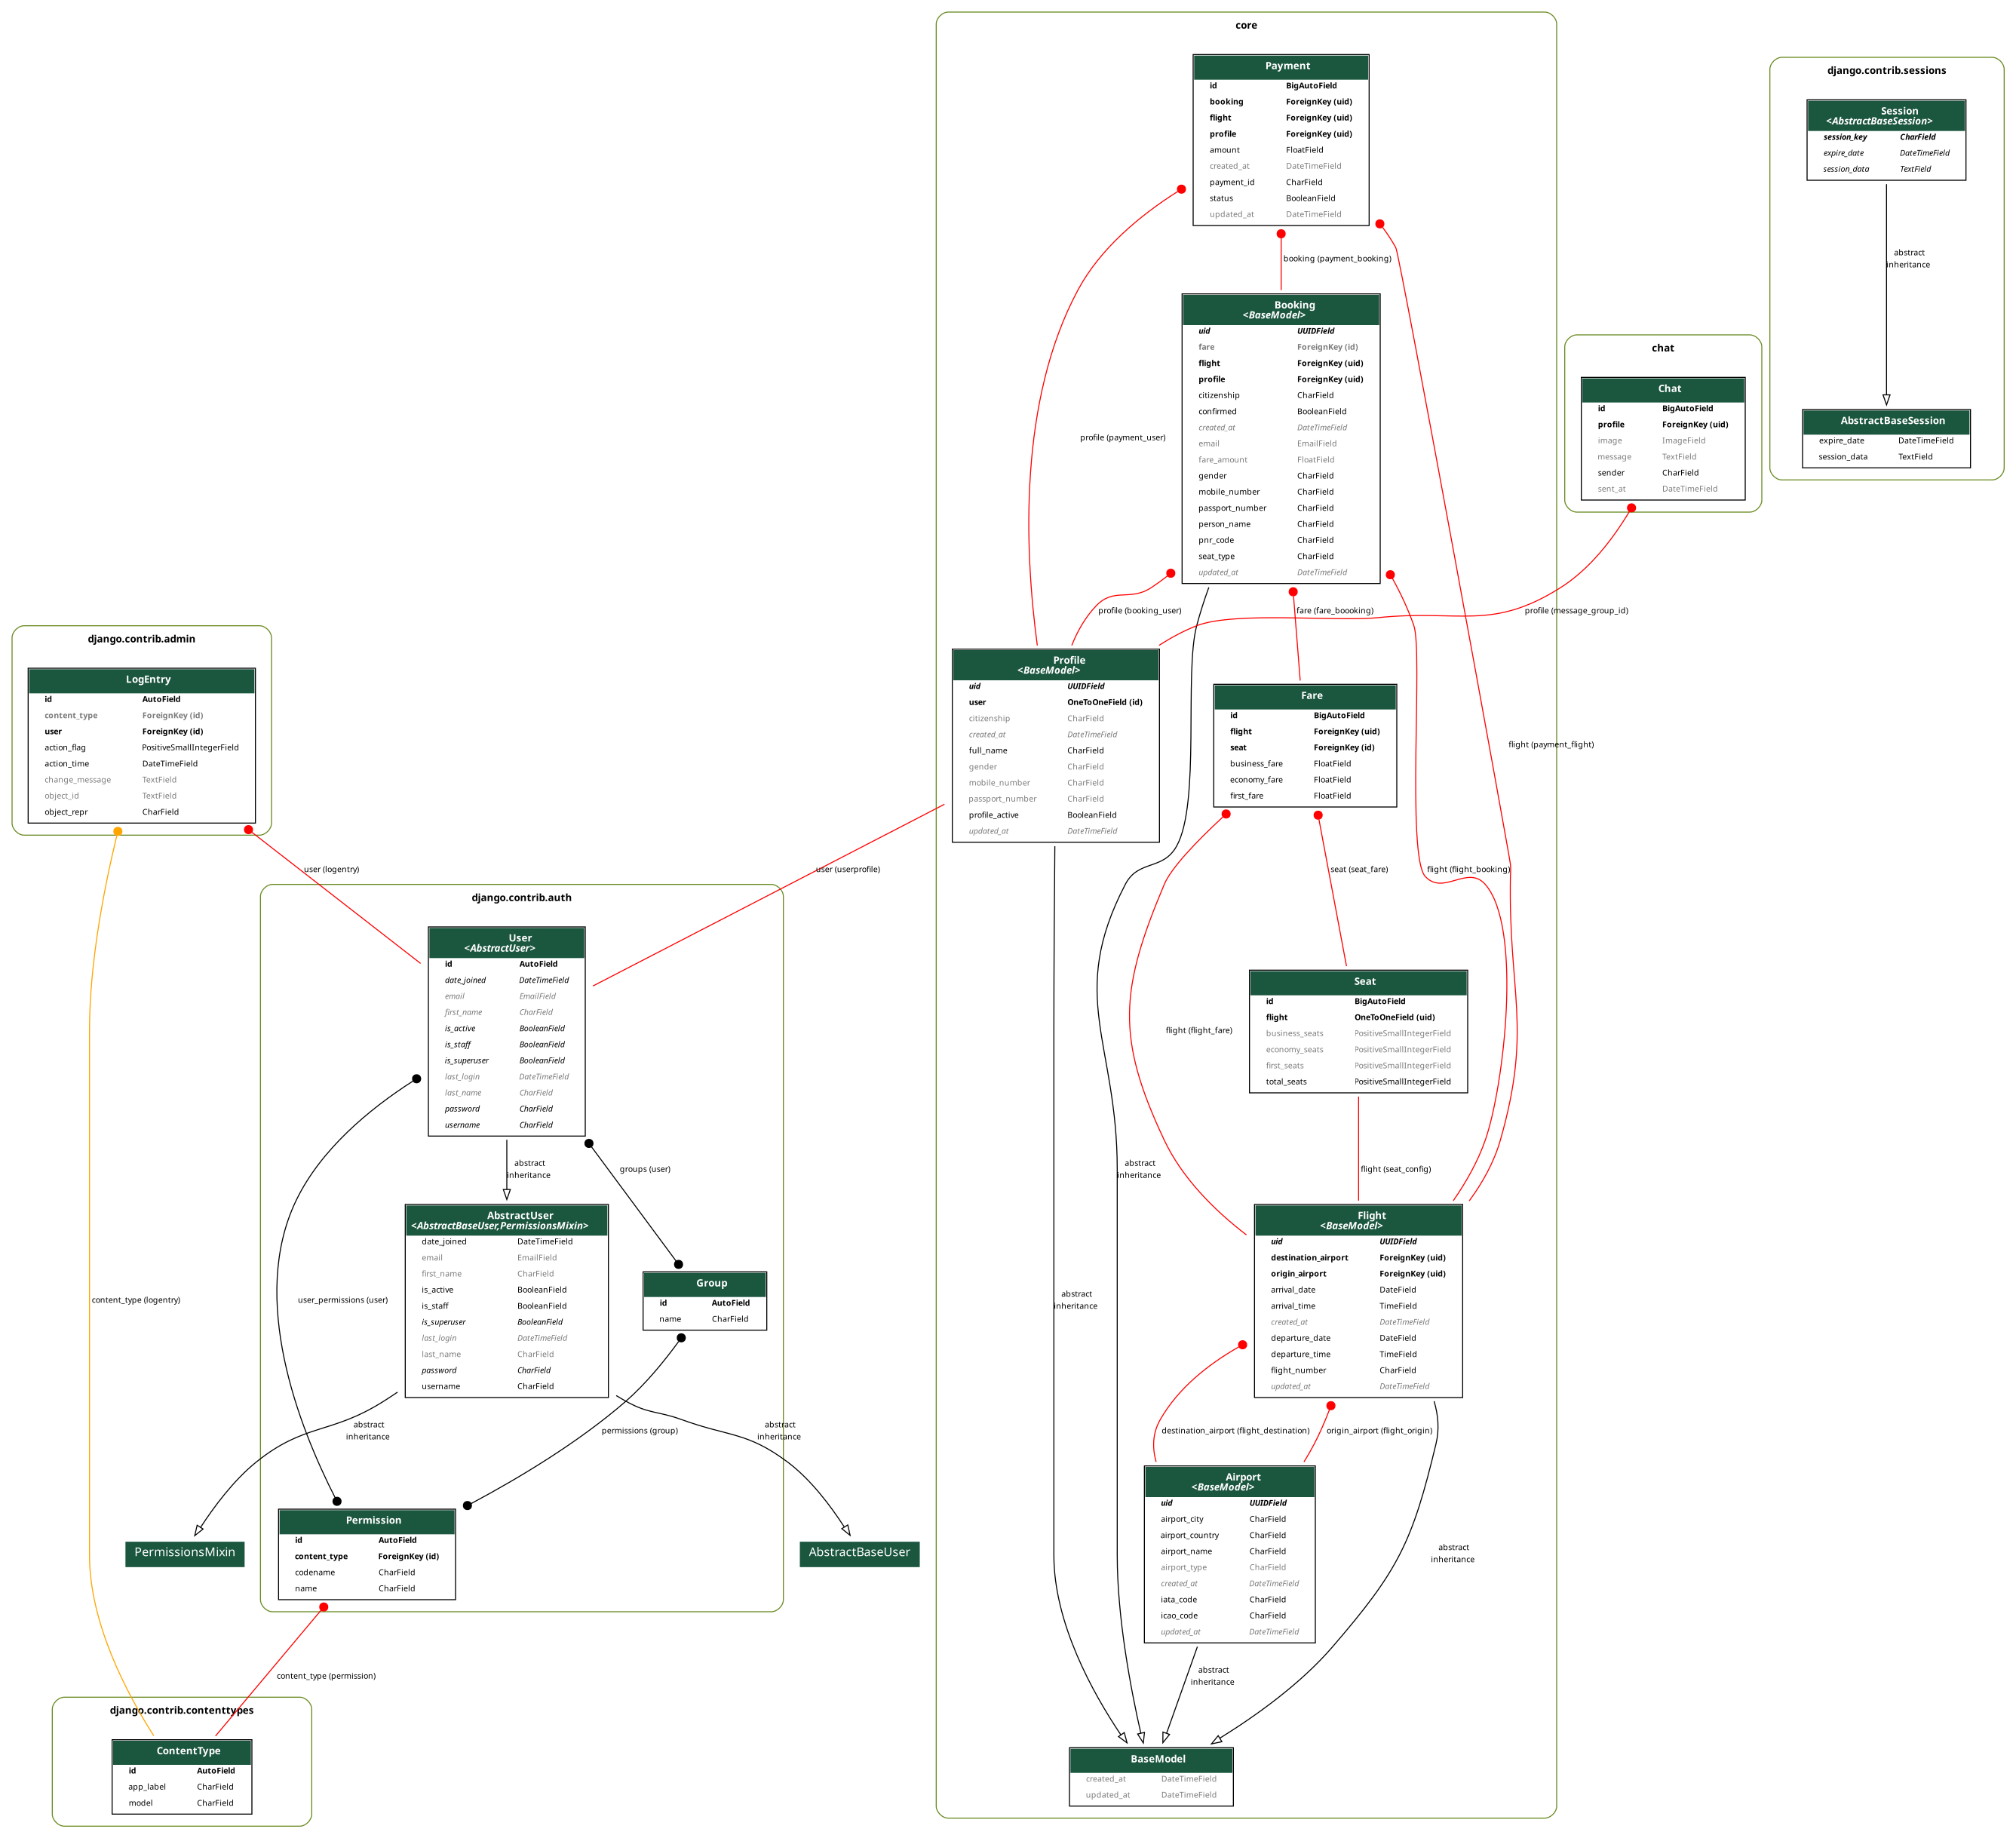 core
Payment
id BigAutoField
booking ForeignKey (uid)
flight ForeignKey (uid)
profile ForeignKey (uid)
amount FloatField
created_at DateTimeField
payment_id CharField
status BooleanField
updated_at DateTimeField
booking (payment_booking)
profile (payment_user)
flight (payment_flight)
Booking
<BaseModel>
uid UUIDField
fare ForeignKey (id)
flight ForeignKey (uid)
profile ForeignKey (uid)
citizenship CharField
confirmed BooleanField
created_at DateTimeField
email EmailField
fare_amount FloatField
gender CharField
mobile_number CharField
passport_number CharField
person_name CharField
pnr_code CharField
seat_type CharField
updated_at DateTimeField
profile (booking_user)
fare (fare_boooking)
flight (flight_booking)
abstract
inheritance
Profile
<BaseModel>
uid UUIDField
user OneToOneField (id)
citizenship CharField
created_at DateTimeField
full_name CharField
gender CharField
mobile_number CharField
passport_number CharField
profile_active BooleanField
updated_at DateTimeField
user (userprofile)
abstract
inheritance
Fare
id BigAutoField
flight ForeignKey (uid)
seat ForeignKey (id)
business_fare FloatField
economy_fare FloatField
first_fare FloatField
flight (flight_fare)
seat (seat_fare)
Seat
id BigAutoField
flight OneToOneField (uid)
business_seats PositiveSmallIntegerField
economy_seats PositiveSmallIntegerField
first_seats PositiveSmallIntegerField
total_seats PositiveSmallIntegerField
flight (seat_config)
Flight
<BaseModel>
uid UUIDField
destination_airport ForeignKey (uid)
origin_airport ForeignKey (uid)
arrival_date DateField
arrival_time TimeField
created_at DateTimeField
departure_date DateField
departure_time TimeField
flight_number CharField
updated_at DateTimeField
destination_airport (flight_destination)
origin_airport (flight_origin)
abstract
inheritance
Airport
<BaseModel>
uid UUIDField
airport_city CharField
airport_country CharField
airport_name CharField
airport_type CharField
created_at DateTimeField
iata_code CharField
icao_code CharField
updated_at DateTimeField
abstract
inheritance
BaseModel
created_at DateTimeField
updated_at DateTimeField
chat
Chat
id BigAutoField
profile ForeignKey (uid)
image ImageField
message TextField
sender CharField
sent_at DateTimeField
profile (message_group_id)
django.contrib.sessions
Session
<AbstractBaseSession>
session_key CharField
expire_date DateTimeField
session_data TextField
abstract
inheritance
AbstractBaseSession
expire_date DateTimeField
session_data TextField
django.contrib.admin
LogEntry
id AutoField
content_type ForeignKey (id)
user ForeignKey (id)
action_flag PositiveSmallIntegerField
action_time DateTimeField
change_message TextField
object_id TextField
object_repr CharField
user (logentry)
content_type (logentry)
django.contrib.auth
User
<AbstractUser>
id AutoField
date_joined DateTimeField
email EmailField
first_name CharField
is_active BooleanField
is_staff BooleanField
is_superuser BooleanField
last_login DateTimeField
last_name CharField
password CharField
username CharField
abstract
inheritance
groups (user)
user_permissions (user)
AbstractUser
<AbstractBaseUser,PermissionsMixin>
date_joined DateTimeField
email EmailField
first_name CharField
is_active BooleanField
is_staff BooleanField
is_superuser BooleanField
last_login DateTimeField
last_name CharField
password CharField
username CharField
Group
id AutoField
name CharField
abstract
inheritance
permissions (group)
abstract
inheritance
Permission
id AutoField
content_type ForeignKey (id)
codename CharField
name CharField
PermissionsMixin
AbstractBaseUser
content_type (permission)
django.contrib.contenttypes
ContentType
id AutoField
app_label CharField
model CharField